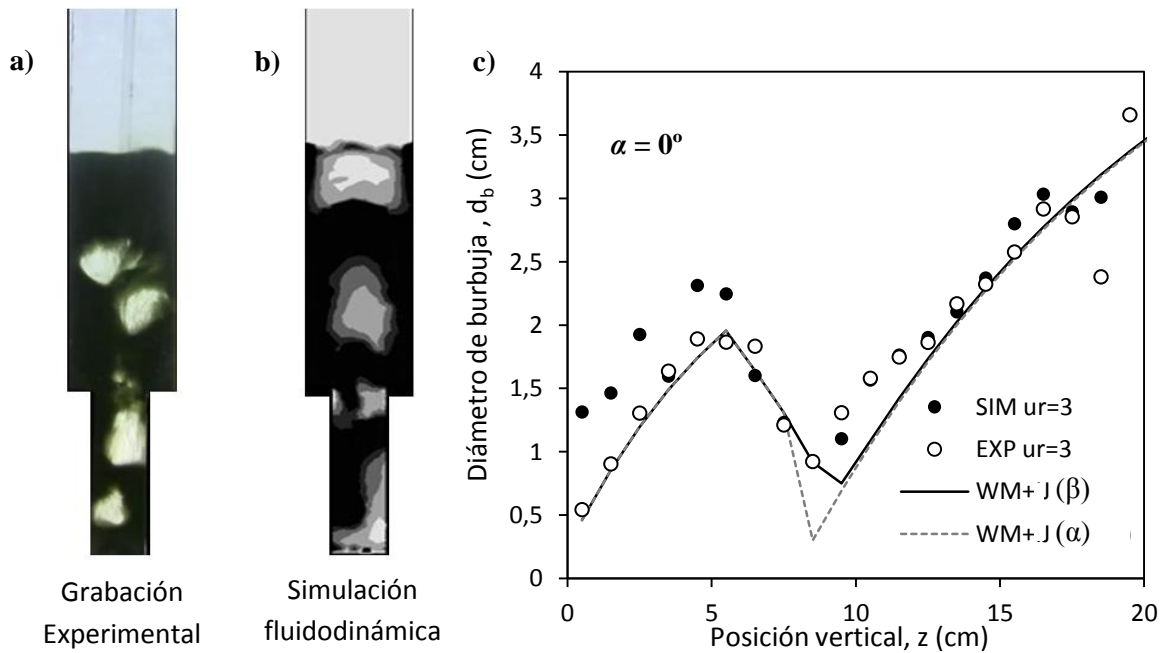 a)
Grabación
Experimental
b)
Simulación
fluidodinámica
c)
Diámetro de burbuja , d_b (cm)
4
3,5
3
2,5
2
1,5
1
0,5
0
α = 0º
SIM ur=3
EXP ur=3
WM+ J (β)
WM+ J (α)
0
5
10
15
20
Posición vertical, z (cm)